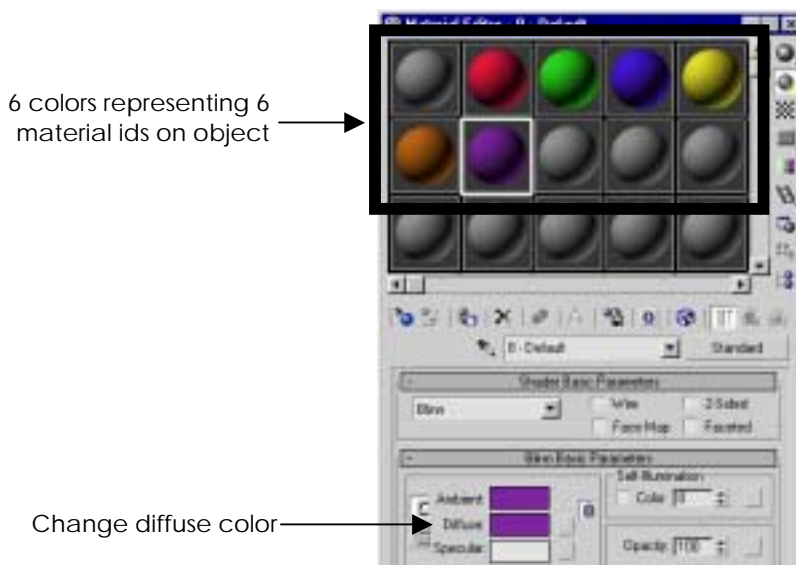 Material Editor - 8 - Default
6 colors representing 6
material ids on object
8 - Default
Standard
Shader Basic Parameters
Blinn
Wire
2-Sided
Face Map
Faceted
Blinn Basic Parameters
Self-Illumination
Ambient:
Color
Change diffuse color
Diffuse:
Specular:
Opacity: 100